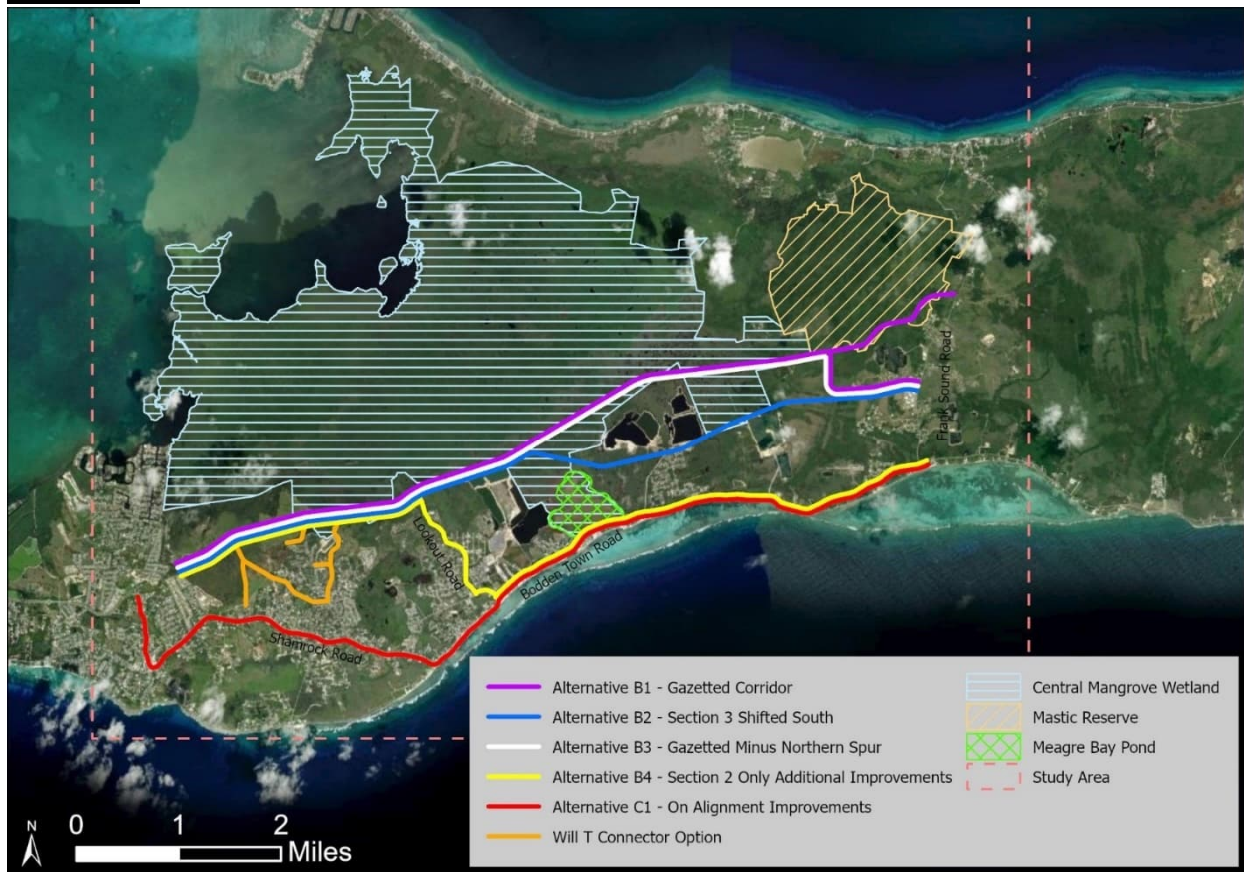 Frank Sound Road
Lookout Road
Bodden Town Road
Shamrock Road
Alternative B1 - Gazetted Corridor
Alternative B2 - Section 3 Shifted South
Alternative B3 - Gazetted Minus Northern Spur
Alternative B4 - Section 2 Only Additional Improvements
Alternative C1 - On Alignment Improvements
Will T Connector Option
Central Mangrove Wetland
Mastic Reserve
Meagre Bay Pond
Study Area
N
0 1 2
Miles